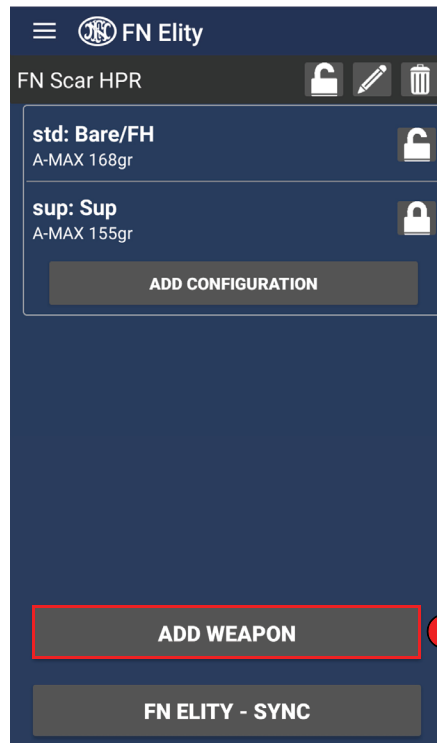 FN Elity
FN Scar HPR
std: Bare/FH
A-MAX 168gr
sup: Sup
A-MAX 155gr
ADD CONFIGURATION
ADD WEAPON
FN ELITY - SYNC